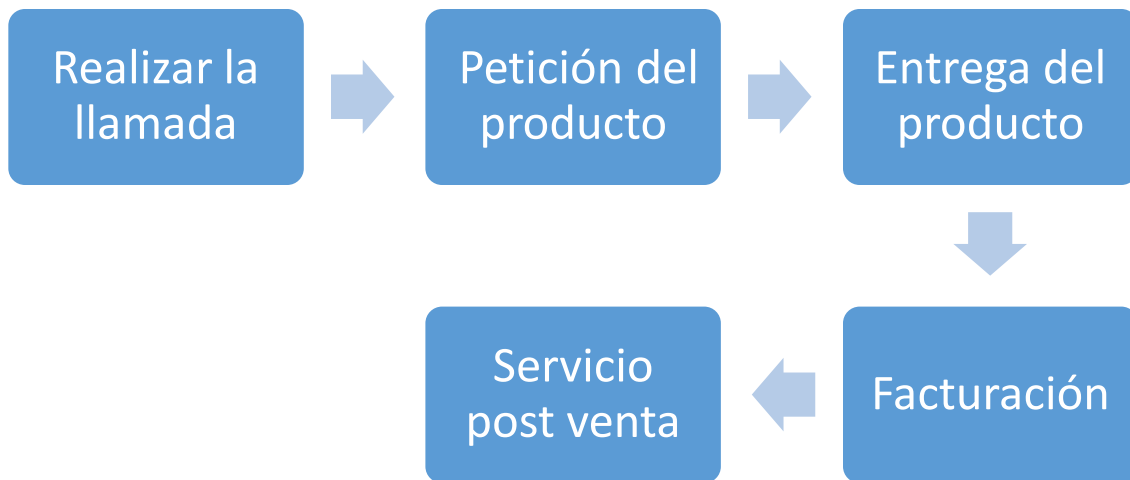 Realizar la
llamada
Petición del
producto
Entrega del
producto
Facturación
Servicio
post venta